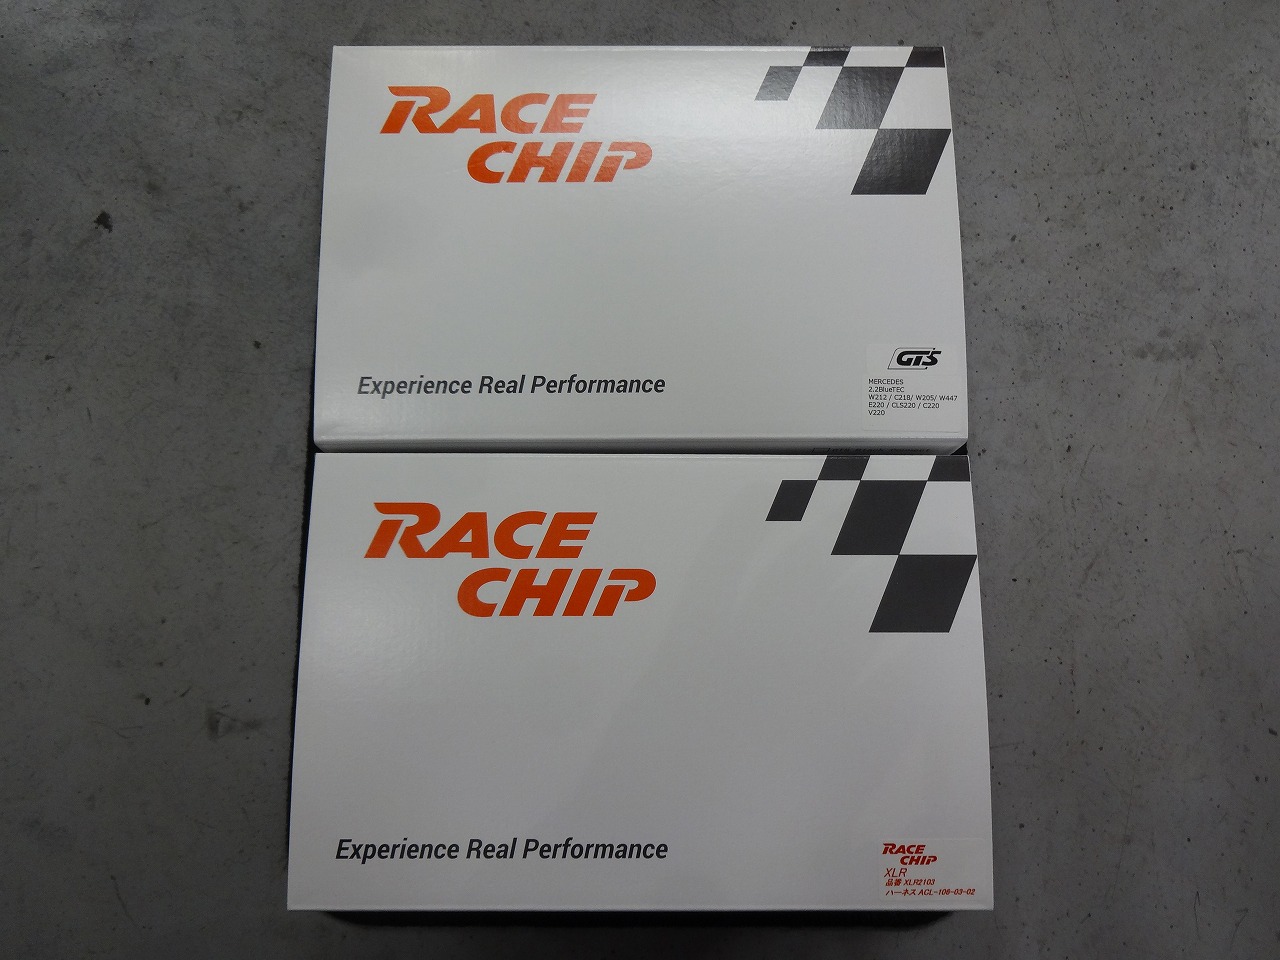 RACE
CHIP
Experience Real Performance
GTS
MERCEDES
2.2BlueTEC
W212 / C218/ W205/ W447
E220 / CLS220 / C220
V220
RACE
CHIP
Experience Real Performance
RACE
CHIP
XLR
品番 XLR2103
ハーネス ACL-106-03-02